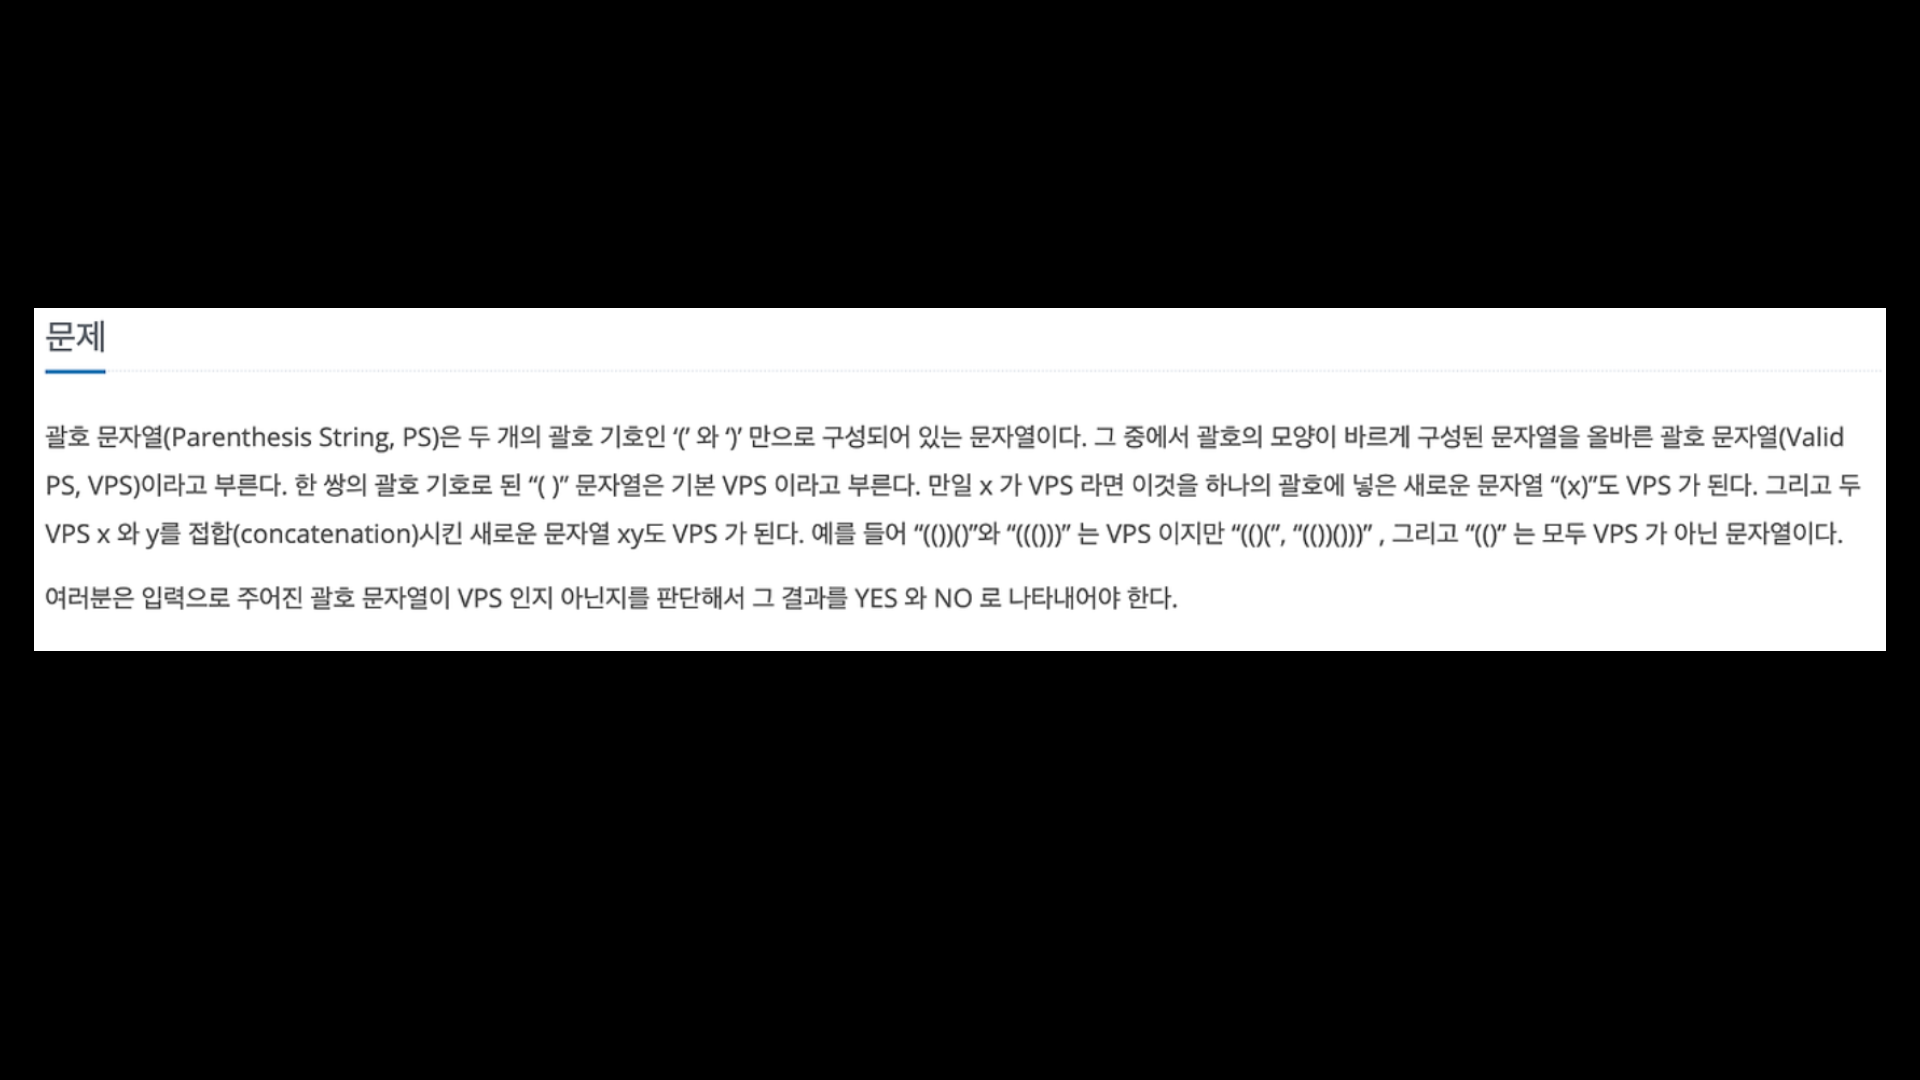 문제
괄호 문자열(Parenthesis String, PS)은 두 개의 괄호 기호인 ‘(’ 와 ‘)’ 만으로 구성되어 있는 문자열이다. 그 중에서 괄호의 모양이 바르게 구성된 문자열을 올바른 괄호 문자열(Valid
PS, VPS)이라고 부른다. 한 쌍의 괄호 기호로 된 “( )” 문자열은 기본 VPS 이라고 부른다. 만일 x 가 VPS 라면 이것을 하나의 괄호에 넣은 새로운 문자열 “(x)”도 VPS 가 된다. 그리고 두
VPS x 와 y를 접합(concatenation)시킨 새로운 문자열 xy도 VPS 가 된다. 예를 들어 “(())()”와 “((()))” 는 VPS 이지만 “(()(”, “(())()))” , 그리고 “(()” 는 모두 VPS 가 아닌 문자열이다.
여러분은 입력으로 주어진 괄호 문자열이 VPS 인지 아닌지를 판단해서 그 결과를 YES 와 NO 로 나타내어야 한다.